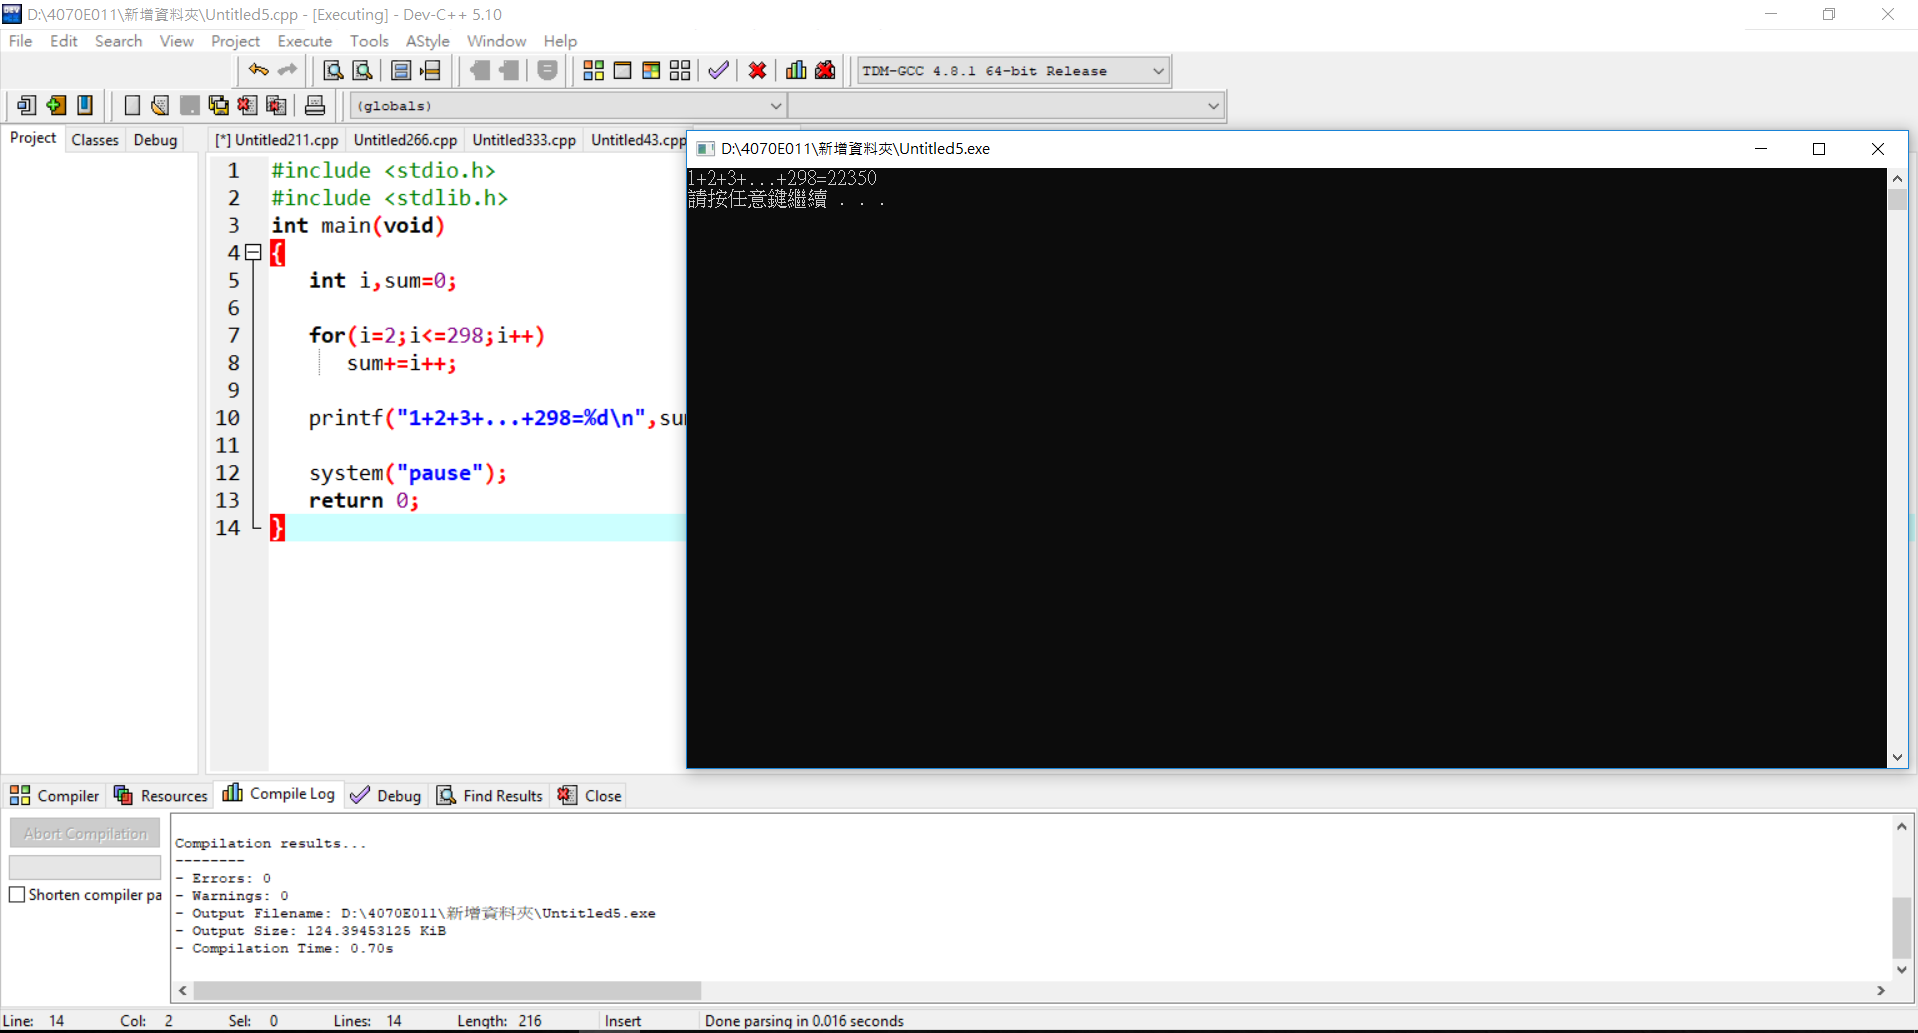 D:\4070E011\新增資料夾\Untitled5.cpp - [Executing] - Dev-C++ 5.10
File Edit Search View Project Execute Tools AStyle Window Help
TDM-GCC 4.8.1 64-bit Release
(globals)
Project Classes Debug
[*] Untitled211.cpp Untitled266.cpp Untitled333.cpp Untitled43.cpp
1 #include <stdio.h>
2 #include <stdlib.h>
3 int main(void)
4 {
5 int i,sum=0;
6
7 for(i=2;i<=298;i++)
8 sum+=i++;
9
10 printf("1+2+3+...+298=%d\n",su
11
12 system("pause");
13 return 0;
14 }
D:\4070E011\新增資料夾\Untitled5.exe
1+2+3+...+298=22350
請按任意鍵繼續 . . .
Compiler Resources Compile Log Debug Find Results Close
Abort Compilation
Shorten compiler pa
Compilation results...
--------
- Errors: 0
- Warnings: 0
- Output Filename: D:\4070E011\新增資料夾\Untitled5.exe
- Output Size: 124.39453125 KiB
- Compilation Time: 0.70s
Line: 14 Col: 2 Sel: 0 Lines: 14 Length: 216 Insert Done parsing in 0.016 seconds